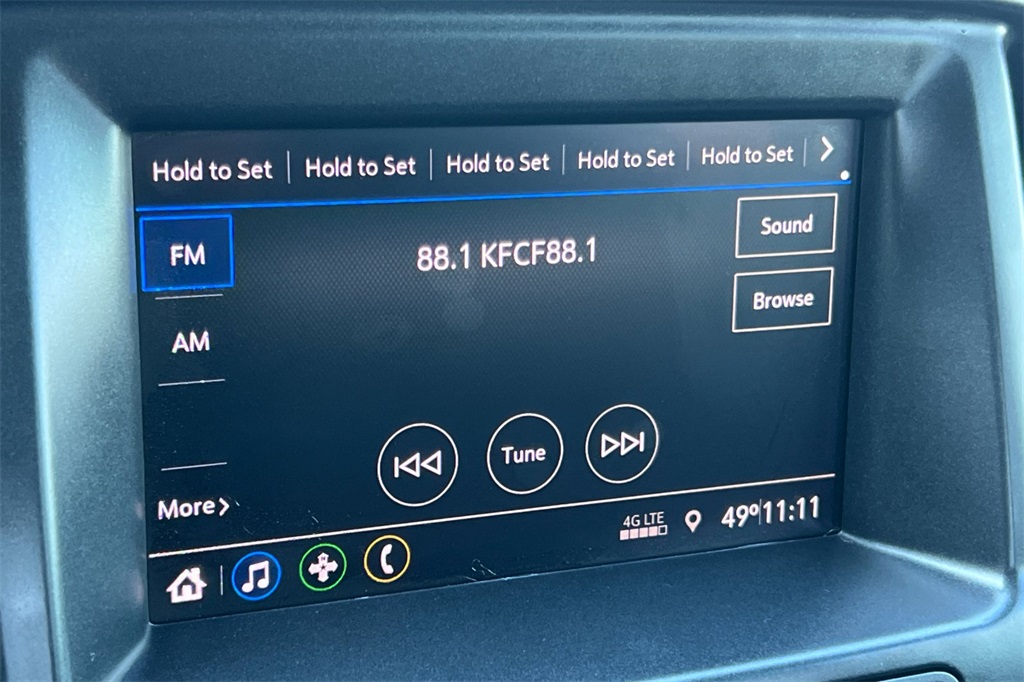 Hold to Set Hold to Set Hold to Set Hold to Set Hold to Set
FM
88.1 KFCF88.1
Sound
Browse
AM
Tune
More
4G LTE
49° 11:11